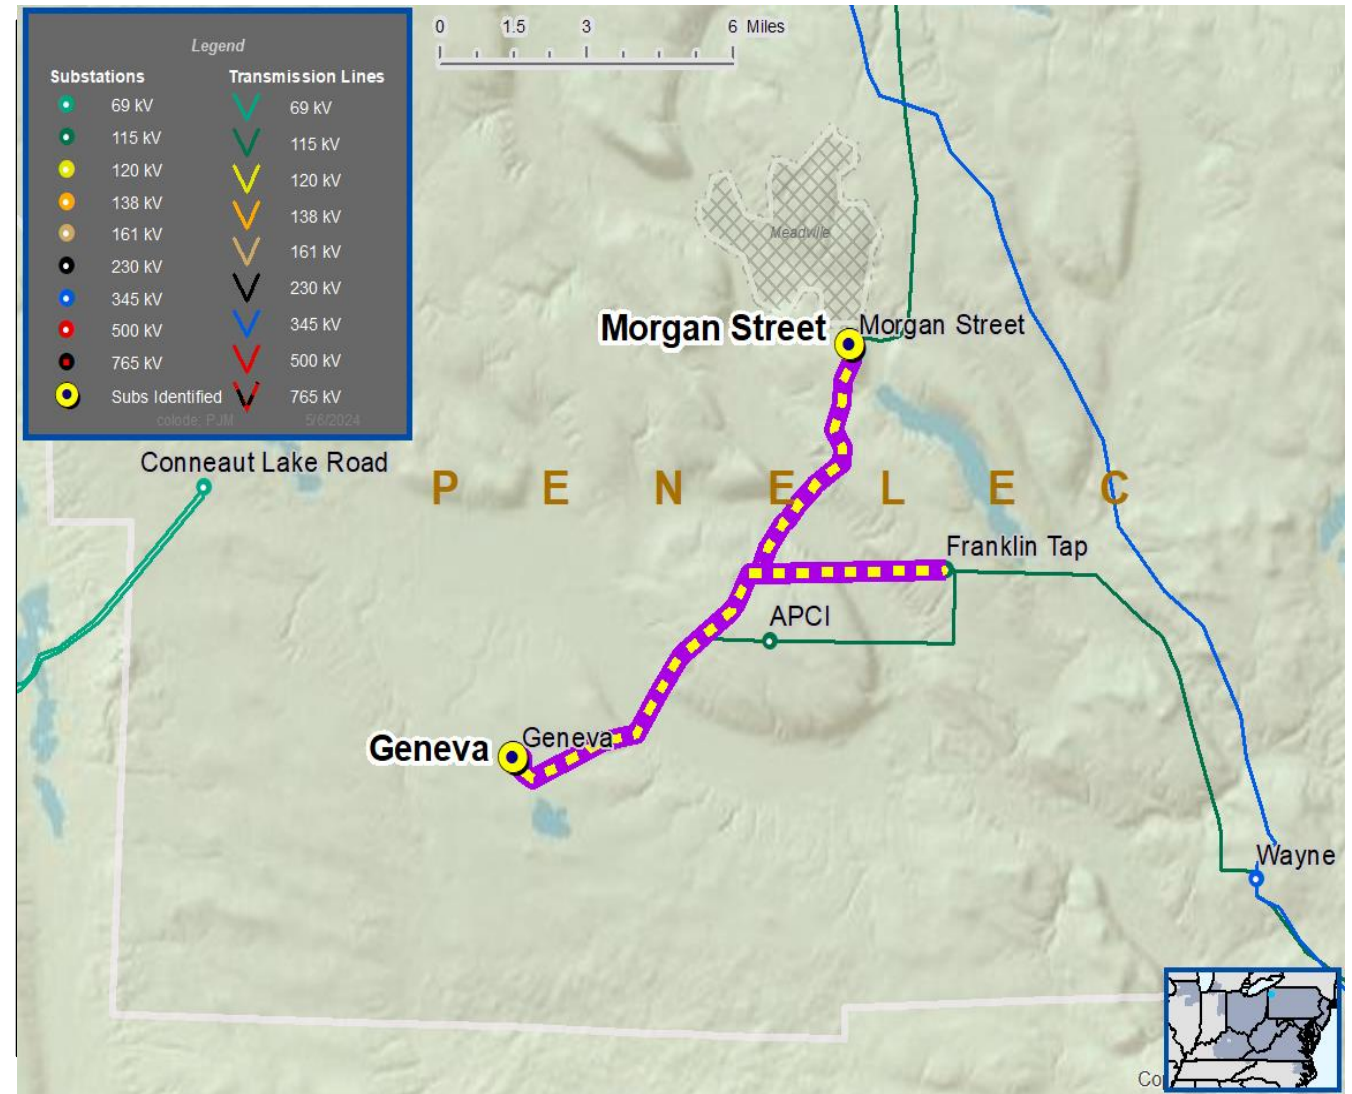 Legend
Substations
Transmission Lines
69 kV
69 kV
115 kV
115 kV
120 kV
120 kV
138 kV
138 kV
161 kV
161 kV
230 kV
230 kV
345 kV
345 kV
500 kV
500 kV
765 kV
765 kV
Subs Identified
5/6/2024
0 1.5 3 6 Miles
Meadville
Morgan Street
Morgan Street
Conneaut Lake Road
P E N E L E C
Franklin Tap
APCI
Geneva
Geneva
Wayne